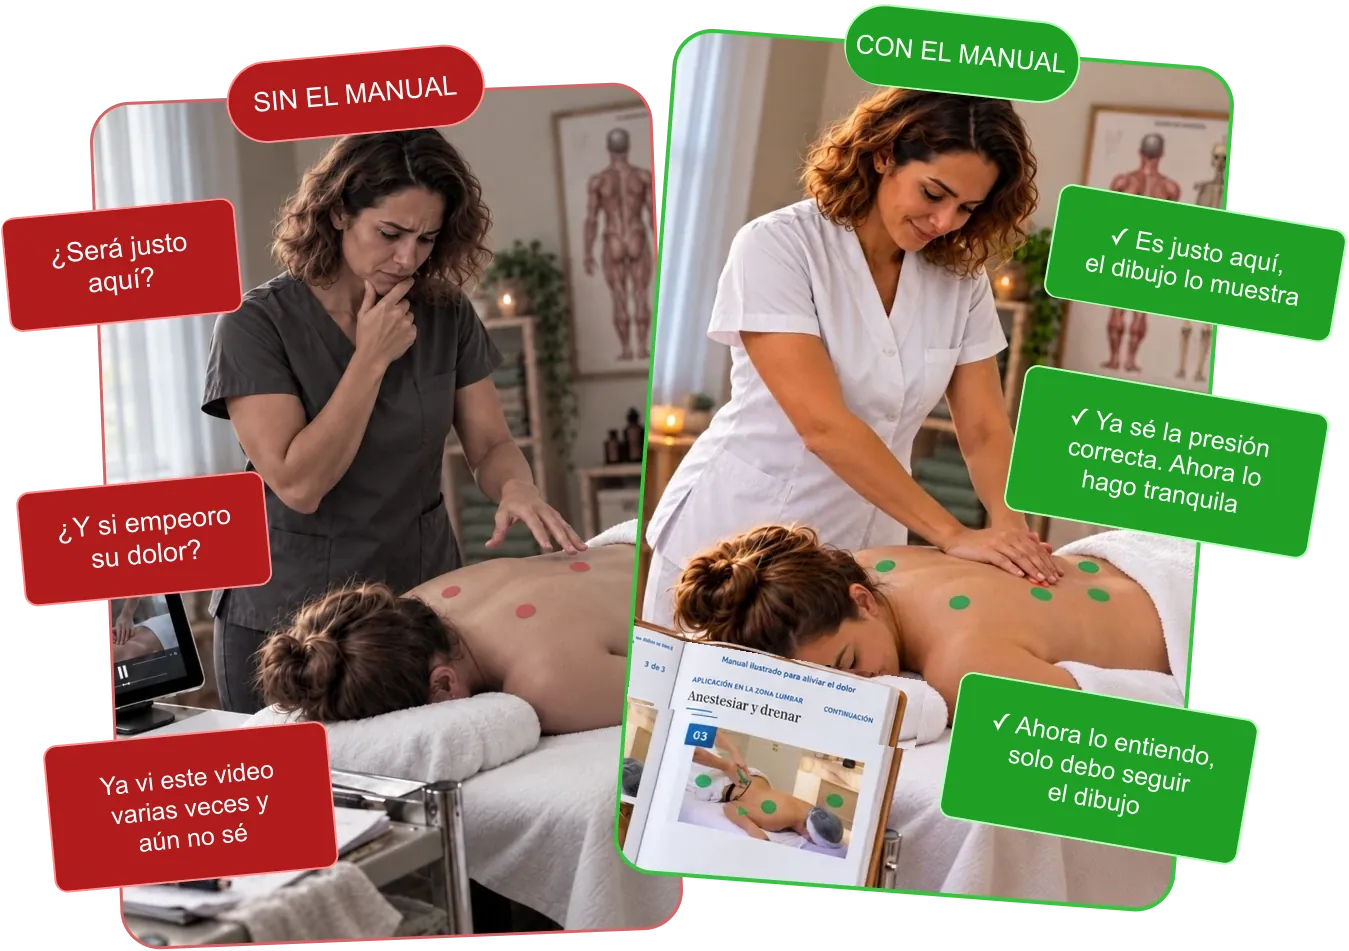 SIN EL MANUAL
¿Será justo
aquí?
¿Y si empeoro
su dolor?
Ya vi este video
varias veces y
aún no sé
CON EL MANUAL
✓ Es justo aquí,
el dibujo lo muestra
✓ Ya sé la presión
correcta. Ahora lo
hago tranquila
✓ Ahora lo entiendo,
solo debo seguir
el dibujo
3 de 3
Manual ilustrado para aliviar el dolor
APLICACIÓN EN LA ZONA LUMBAR
CONTINUACIÓN
Anestesiar y drenar
03